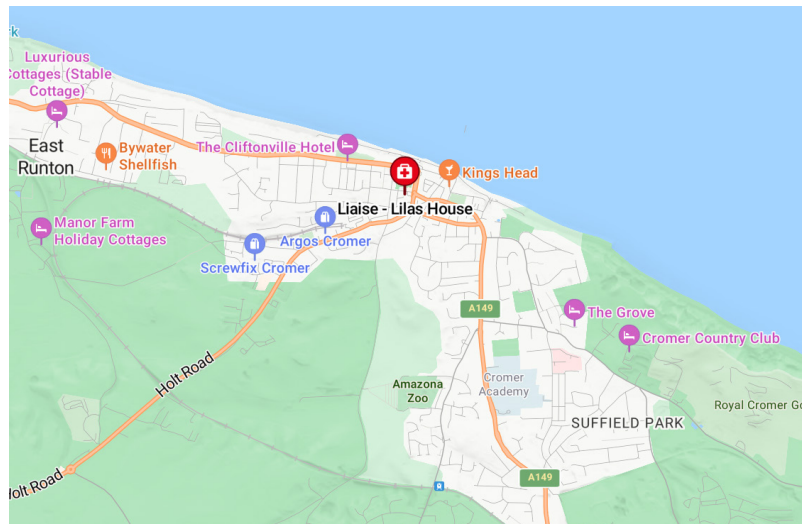 k
Luxurious
Cottages (Stable
Cottage)
East
Runton
Bywater
Shellfish
The Cliftonville Hotel
Kings Head
Liaise - Lilas House
Manor Farm
Holiday Cottages
Argos Cromer
Screwfix Cromer
A149
The Grove
Cromer Country Club
Holt Road
Amazona
Zoo
Cromer
Academy
Royal Cromer Go
SUFFIELD PARK
A149
olt Road